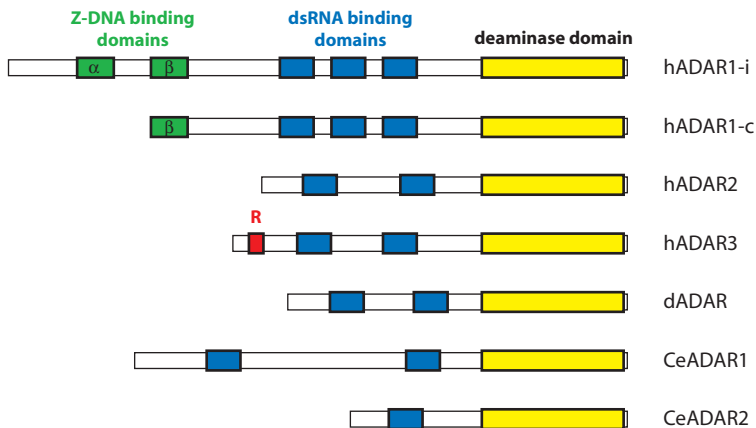 Z-DNA binding
domains
dsRNA binding
domains
deaminase domain
α
β
hADAR1-i
β
hADAR1-c
hADAR2
R
hADAR3
dADAR
CeADAR1
CeADAR2